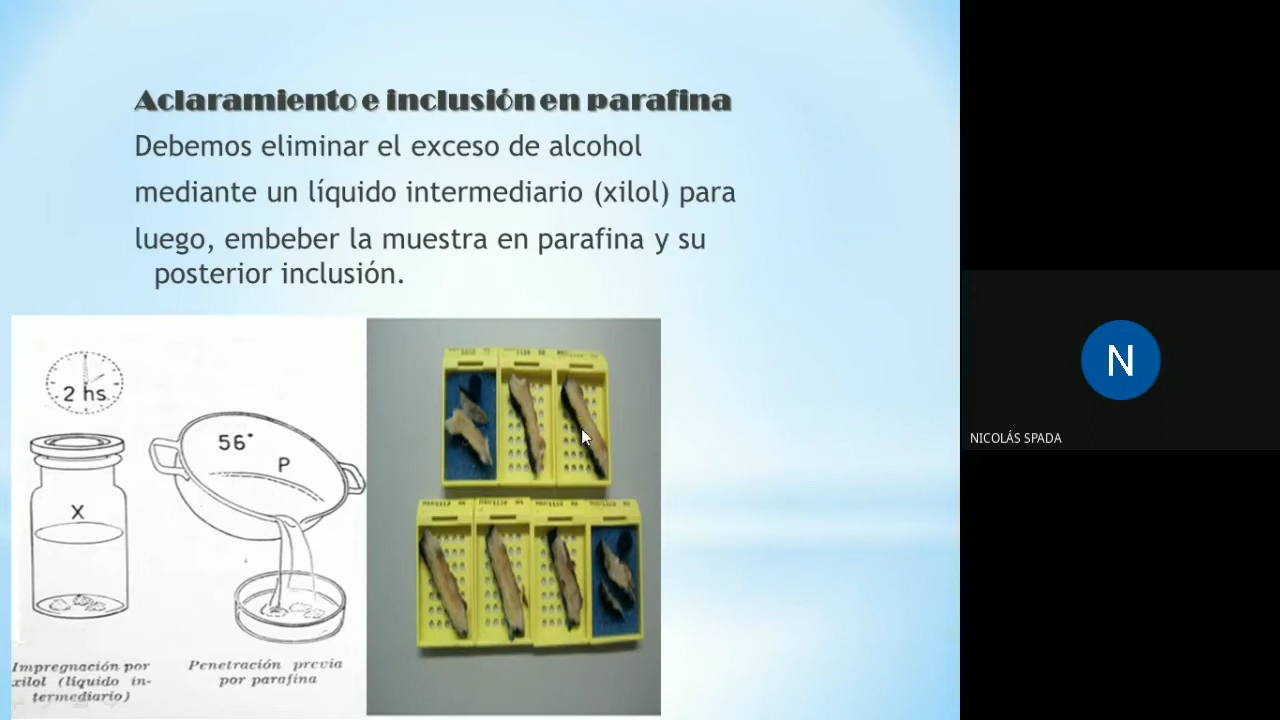 Aclaramiento e inclusión en parafina
Debemos eliminar el exceso de alcohol
mediante un líquido intermediario (xilol) para
luego, embeber la muestra en parafina y su
posterior inclusión.
2 hs.
56°
P
X
Impregnación por
xilol (líquido in-
termediario)
Penetración previa
por parafina
N
NICOLÁS SPADA